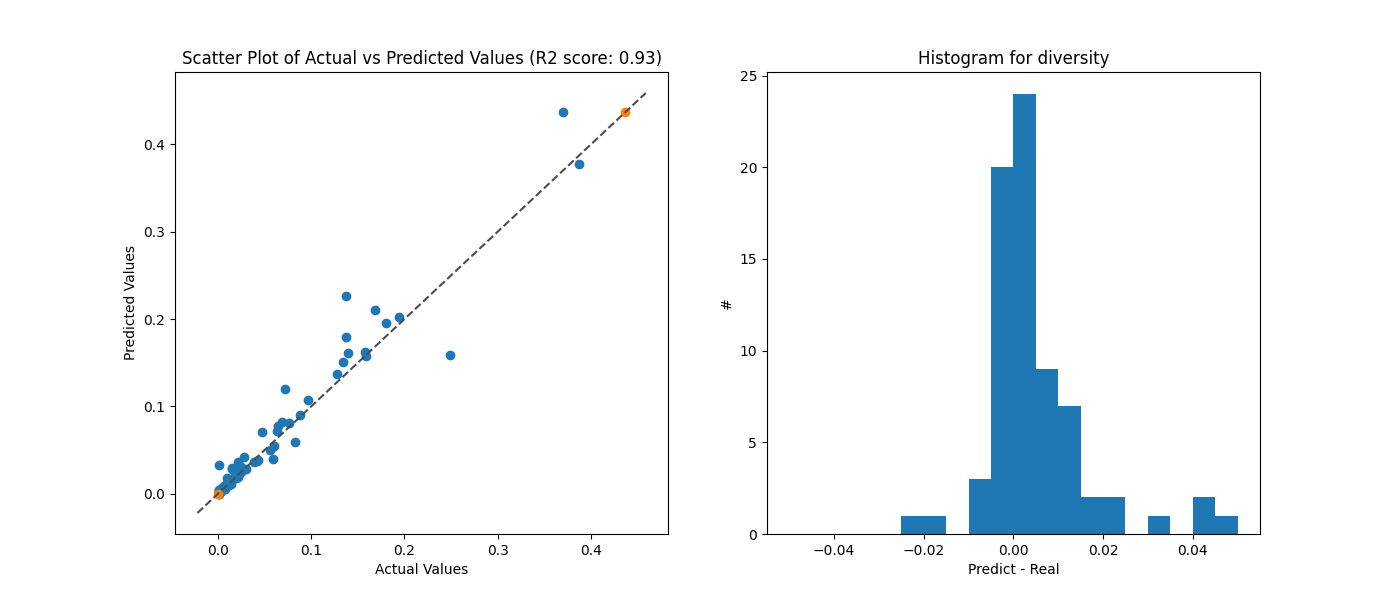 Scatter Plot of Actual vs Predicted Values (R2 score: 0.93)
Predicted Values
0.4
0.3
0.2
0.1
0.0
0.0 0.1 0.2 0.3 0.4
Actual Values
Histogram for diversity
#
25
20
15
10
5
0
−0.04 −0.02 0.00 0.02 0.04
Predict - Real